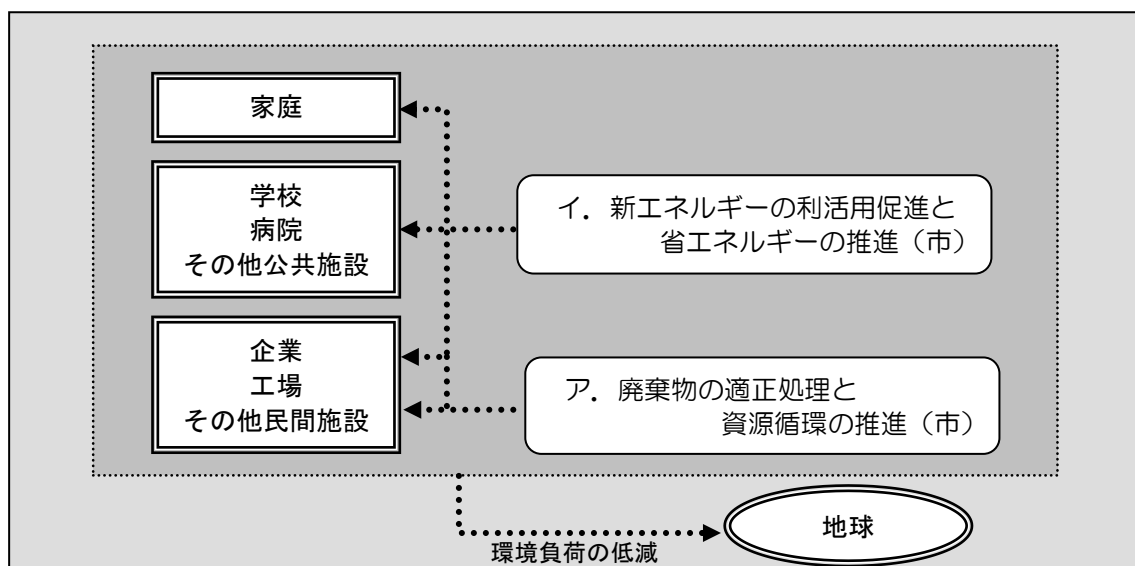 家庭
学校
病院
その他公共施設
イ．新エネルギーの利活用促進と
省エネルギーの推進（市）
企業
工場
その他民間施設
ア．廃棄物の適正処理と
資源循環の推進（市）
地球
環境負荷の低減